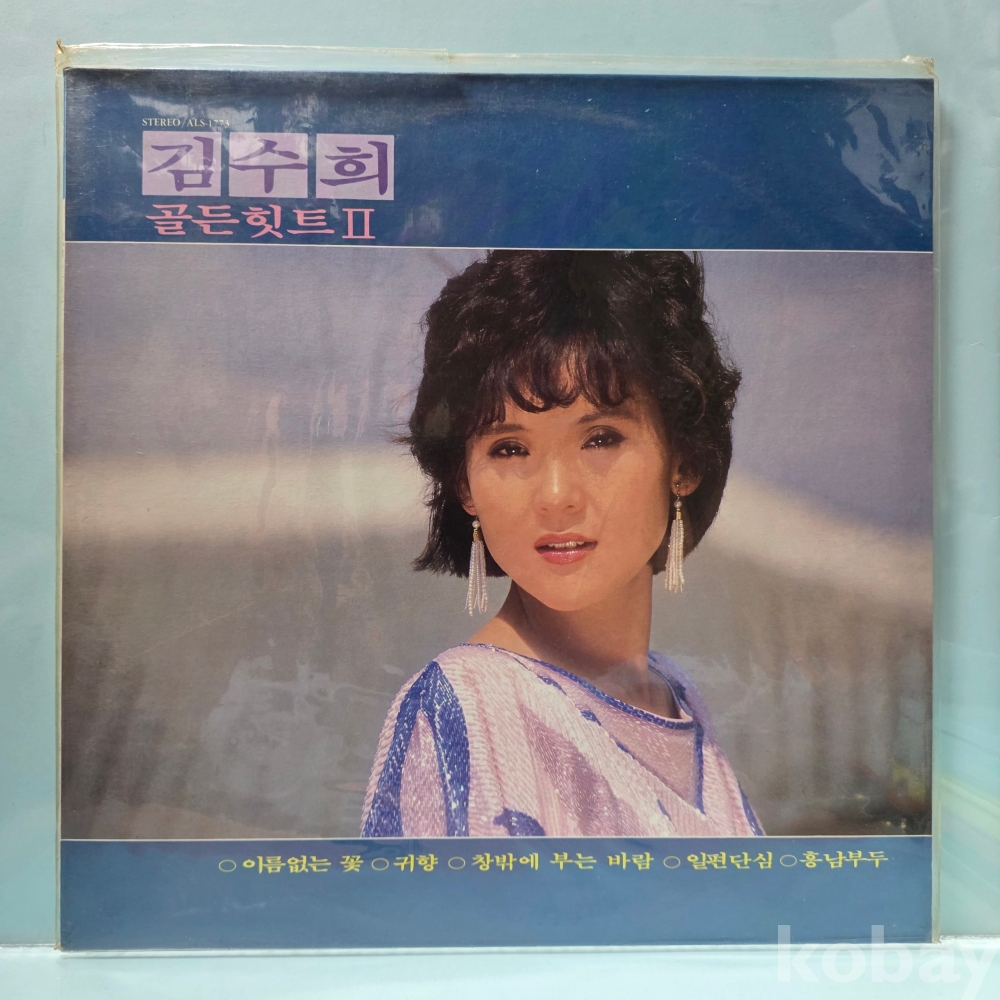 STEREO/ALS-1773
김수희
골든힛트 II
○ 이름없는 꽃 ○ 귀향 ○ 창밖에 부는 바람 ○ 일편단심 ○ 흥남부두
kobay